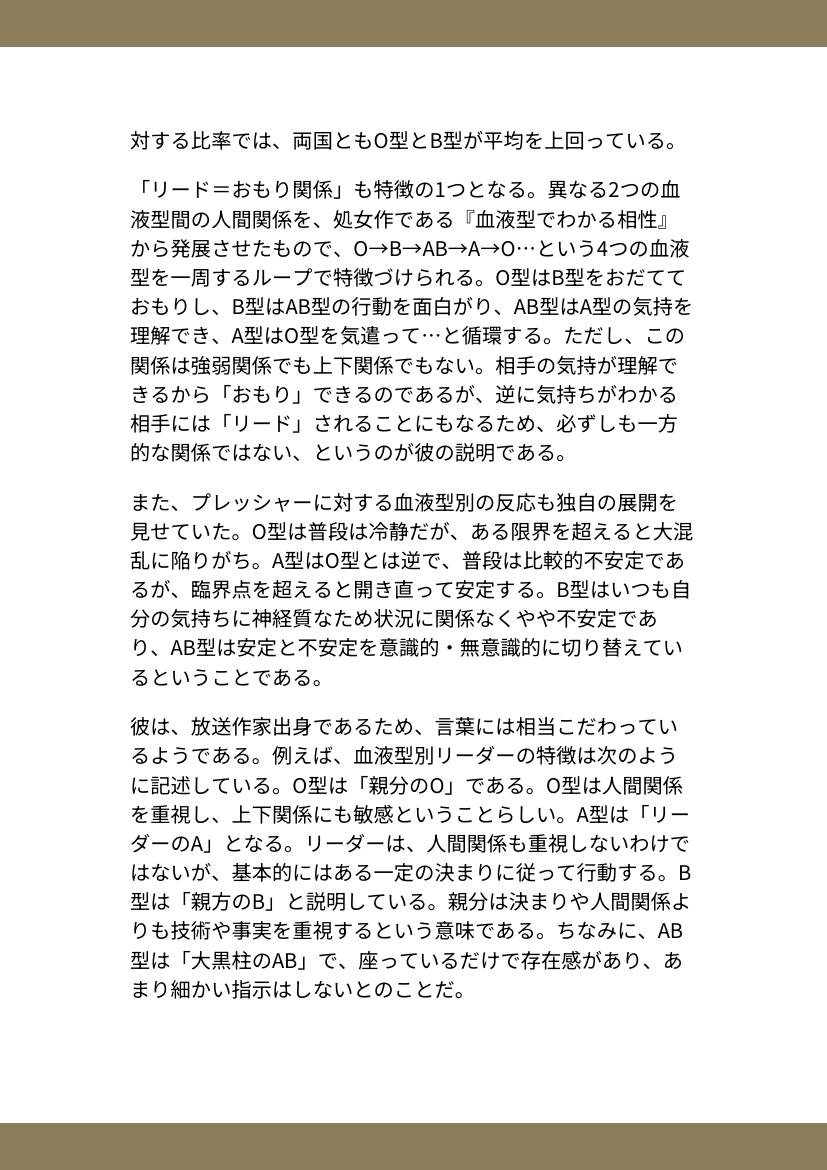 対する比率では、両国ともO型とB型が平均を上回っている。
「リード＝おもり関係」も特徴の1つとなる。異なる2つの血
液型間の人間関係を、処女作である『血液型でわかる相性』
から発展させたもので、O→B→AB→A→O…という4つの血液
型を一周するループで特徴づけられる。O型はB型をおだてて
おもりし、B型はAB型の行動を面白がり、AB型はA型の気持を
理解でき、A型はO型を気遣って…と循環する。ただし、この
関係は強弱関係でも上下関係でもない。相手の気持が理解で
きるから「おもり」できるのであるが、逆に気持ちがわかる
相手には「リード」されることにもなるため、必ずしも一方
的な関係ではない、というのが彼の説明である。
また、プレッシャーに対する血液型別の反応も独自の展開を
見せていた。O型は普段は冷静だが、ある限界を超えると大混
乱に陥りがち。A型はO型とは逆で、普段は比較的不安定であ
るが、臨界点を超えると開き直って安定する。B型はいつも自
分の気持ちに神経質なため状況に関係なくやや不安定であ
り、AB型は安定と不安定を意識的・無意識的に切り替えてい
るということである。
彼は、放送作家出身であるため、言葉には相当こだわってい
るようである。例えば、血液型別リーダーの特徴は次のよう
に記述している。O型は「親分のO」である。O型は人間関係
を重視し、上下関係にも敏感ということらしい。A型は「リー
ダーのA」となる。リーダーは、人間関係も重視しないわけで
はないが、基本的にはある一定の決まりに従って行動する。B
型は「親方のB」と説明している。親分は決まりや人間関係よ
りも技術や事実を重視するという意味である。ちなみに、AB
型は「大黒柱のAB」で、座っているだけで存在感があり、あ
まり細かい指示はしないとのことだ。